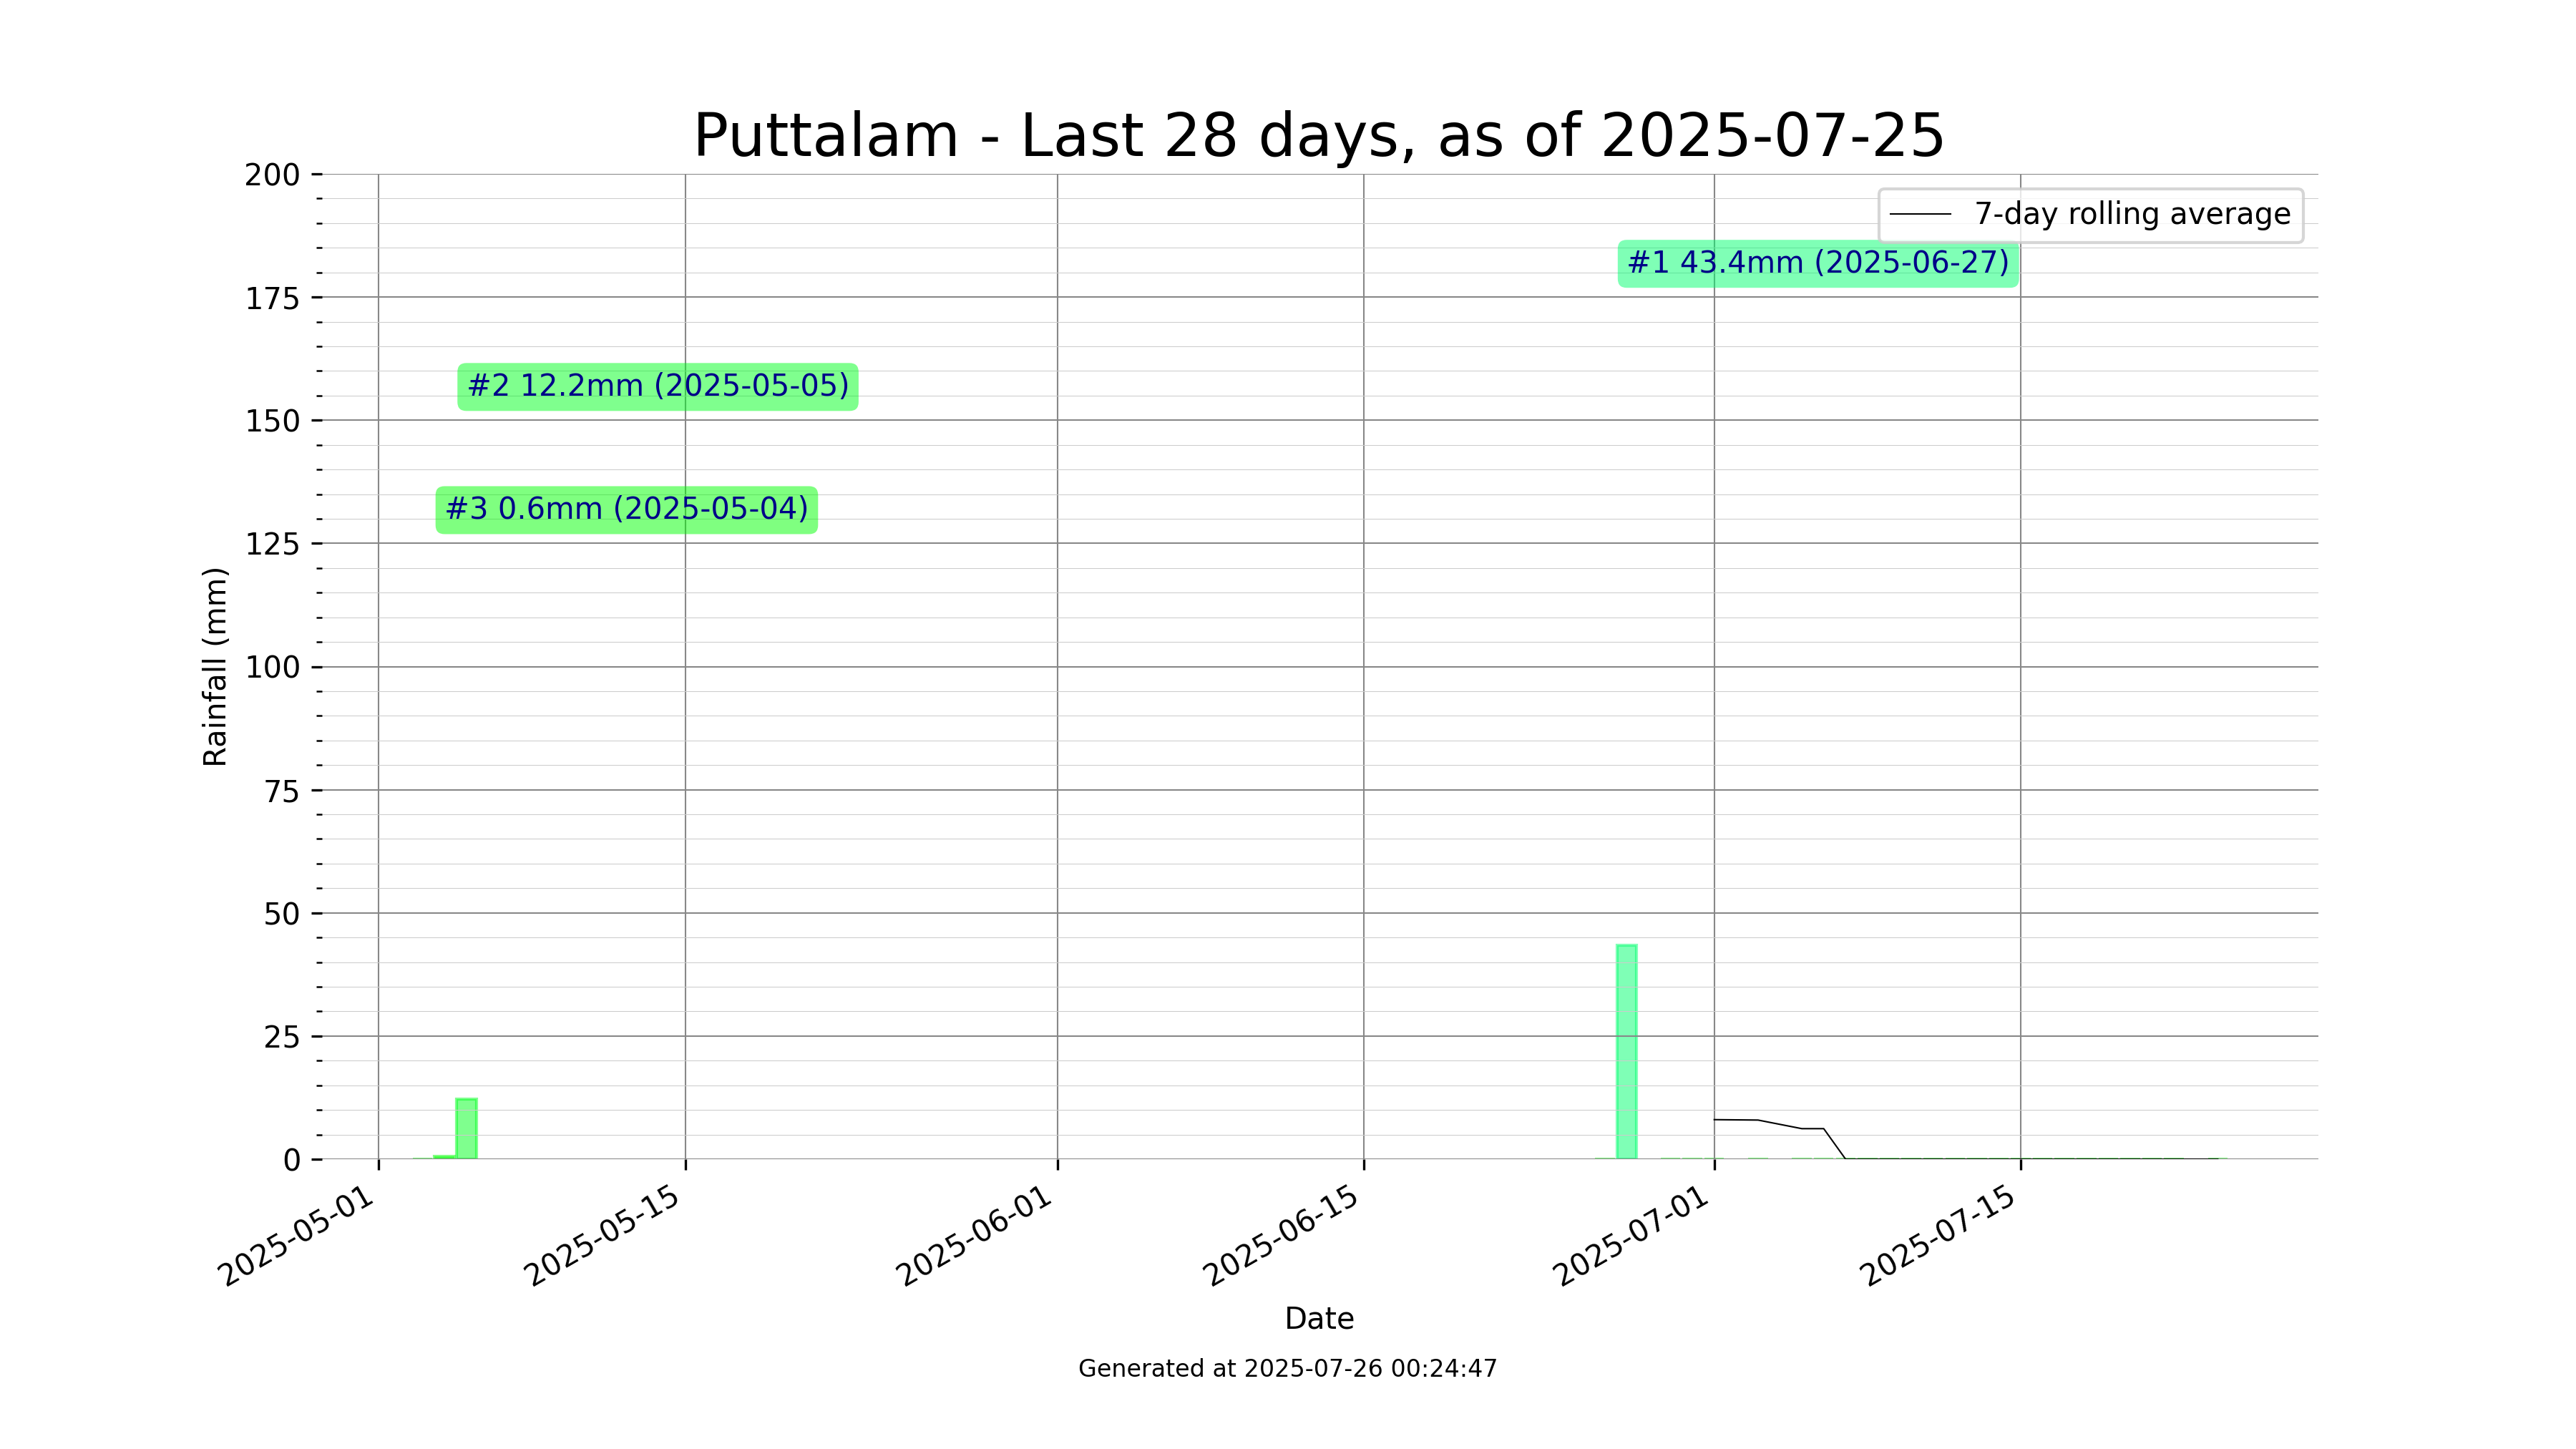 Puttalam - Last 28 days, as of 2025-07-25
200
175
150
125
100
75
50
25
0
Rainfall (mm)
7-day rolling average
#1 43.4mm (2025-06-27)
#2 12.2mm (2025-05-05)
#3 0.6mm (2025-05-04)
2025-05-01
2025-05-15
2025-06-01
2025-06-15
2025-07-01
2025-07-15
Date
Generated at 2025-07-26 00:24:47